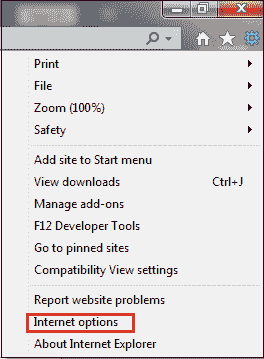 Print
File
Zoom (100%)
Safety
Add site to Start menu
View downloads Ctrl+J
Manage add-ons
F12 Developer Tools
Go to pinned sites
Compatibility View settings
Report website problems
Internet options
About Internet Explorer